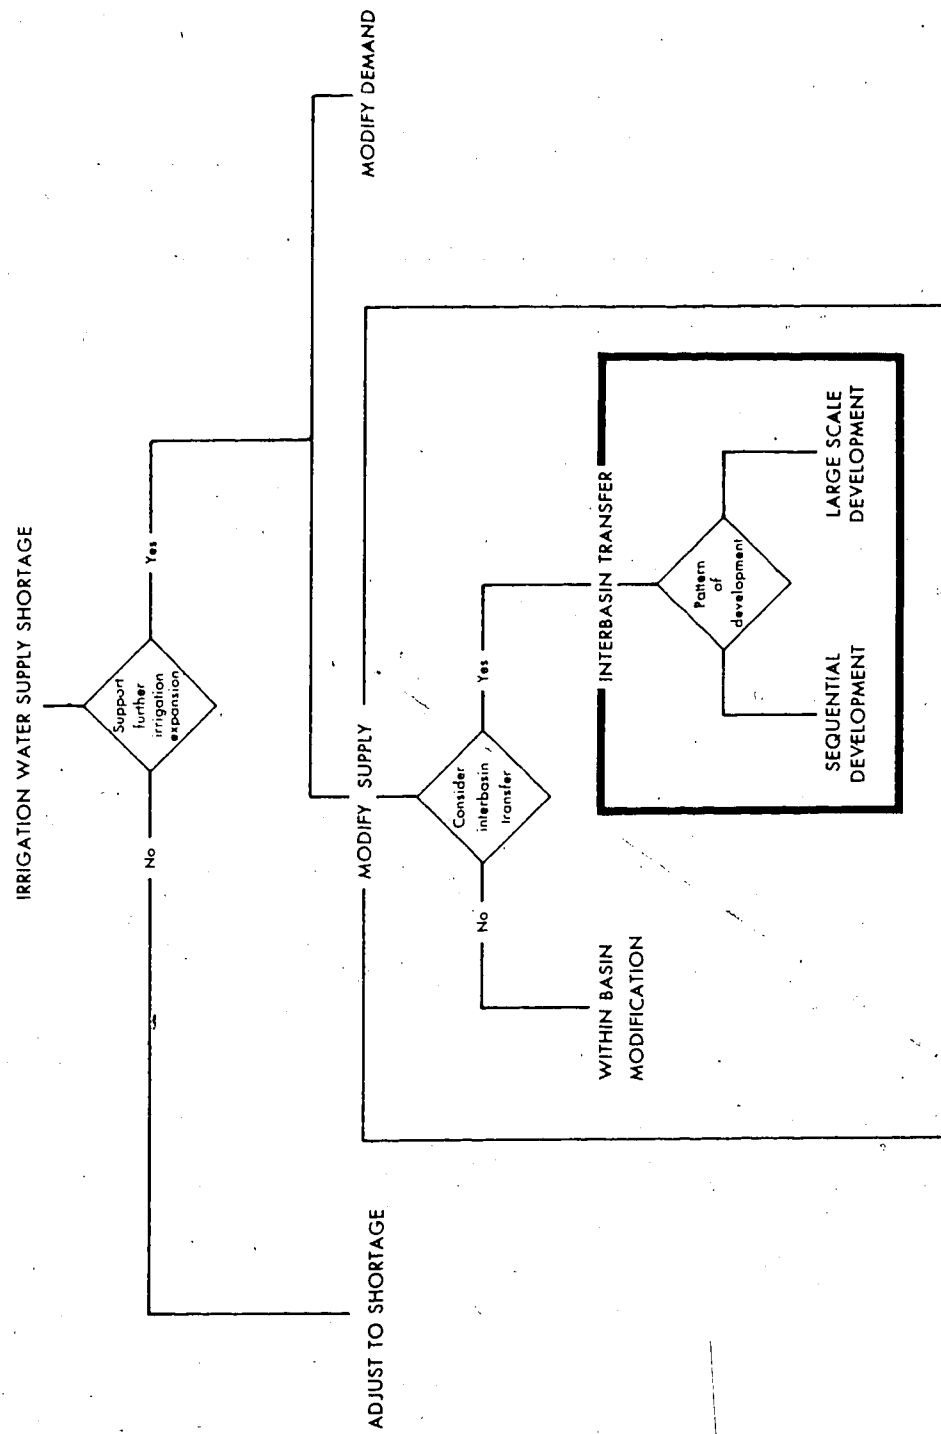 IRRIGATION WATER SUPPLY SHORTAGE
Support
further
irrigation
expansion
No
Yes
ADJUST TO SHORTAGE
MODIFY SUPPLY
MODIFY DEMAND
Consider
interbasin
transfer
No
Yes
WITHIN BASIN
MODIFICATION
INTERBASIN TRANSFER
Pattern
of
development
SEQUENTIAL
DEVELOPMENT
LARGE SCALE
DEVELOPMENT